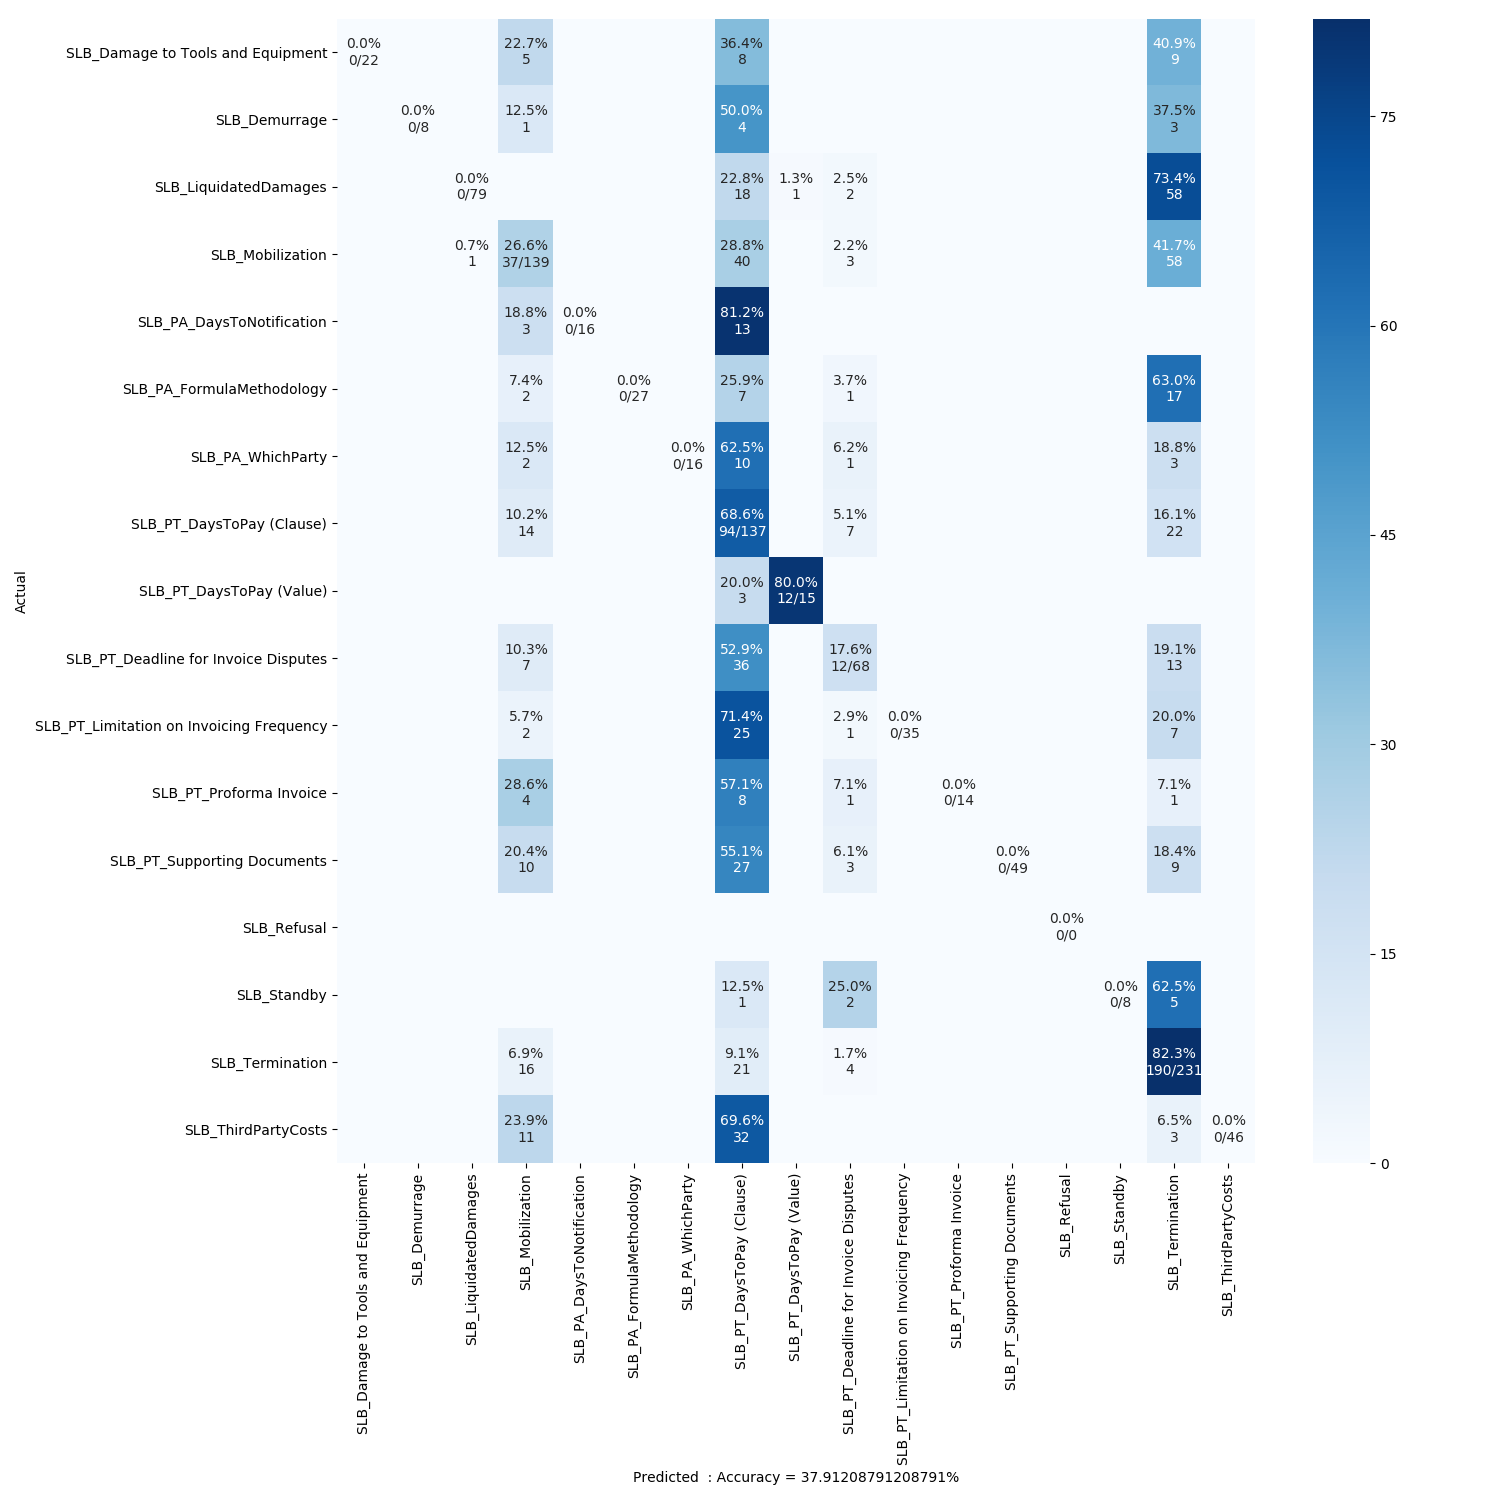 SLB_Damage to Tools and Equipment 0.0% 22.7% 36.4% 40.9%
0/22 5 8 9
SLB_Demurrage 0.0% 12.5% 50.0% 37.5%
0/8 1 4 3
SLB_LiquidatedDamages 0.0% 22.8% 1.3% 2.5% 73.4%
0/79 18 1 2 58
SLB_Mobilization 0.7% 26.6% 28.8% 2.2% 41.7%
1 37/139 40 3 58
SLB_PA_DaysToNotification 18.8% 0.0% 81.2%
3 0/16 13
SLB_PA_FormulaMethodology 7.4% 0.0% 25.9% 3.7% 63.0%
2 0/27 7 1 17
SLB_PA_WhichParty 12.5% 0.0% 62.5% 6.2% 18.8%
2 0/16 10 1 3
SLB_PT_DaysToPay (Clause) 10.2% 68.6% 5.1% 16.1%
14 94/137 7 22
SLB_PT_DaysToPay (Value) 20.0% 80.0%
3 12/15
SLB_PT_Deadline for Invoice Disputes 10.3% 52.9% 17.6% 19.1%
7 36 12/68 13
SLB_PT_Limitation on Invoicing Frequency 5.7% 71.4% 2.9% 0.0% 20.0%
2 25 1 0/35 7
SLB_PT_Proforma Invoice 28.6% 57.1% 7.1% 0.0% 7.1%
4 8 1 0/14 1
SLB_PT_Supporting Documents 20.4% 55.1% 6.1% 0.0% 18.4%
10 27 3 0/49 9
SLB_Refusal 0.0%
0/0
SLB_Standby 12.5% 25.0% 0.0% 62.5%
1 2 0/8 5
SLB_Termination 6.9% 9.1% 1.7% 82.3%
16 21 4 190/231
SLB_ThirdPartyCosts 23.9% 69.6% 6.5% 0.0%
11 32 3 0/46
Actual
SLB_Damage to Tools and Equipment
SLB_Demurrage
SLB_LiquidatedDamages
SLB_Mobilization
SLB_PA_DaysToNotification
SLB_PA_FormulaMethodology
SLB_PA_WhichParty
SLB_PT_DaysToPay (Clause)
SLB_PT_DaysToPay (Value)
SLB_PT_Deadline for Invoice Disputes
SLB_PT_Limitation on Invoicing Frequency
SLB_PT_Proforma Invoice
SLB_PT_Supporting Documents
SLB_Refusal
SLB_Standby
SLB_Termination
SLB_ThirdPartyCosts
Predicted : Accuracy = 37.91208791208791%
75
60
45
30
15
0